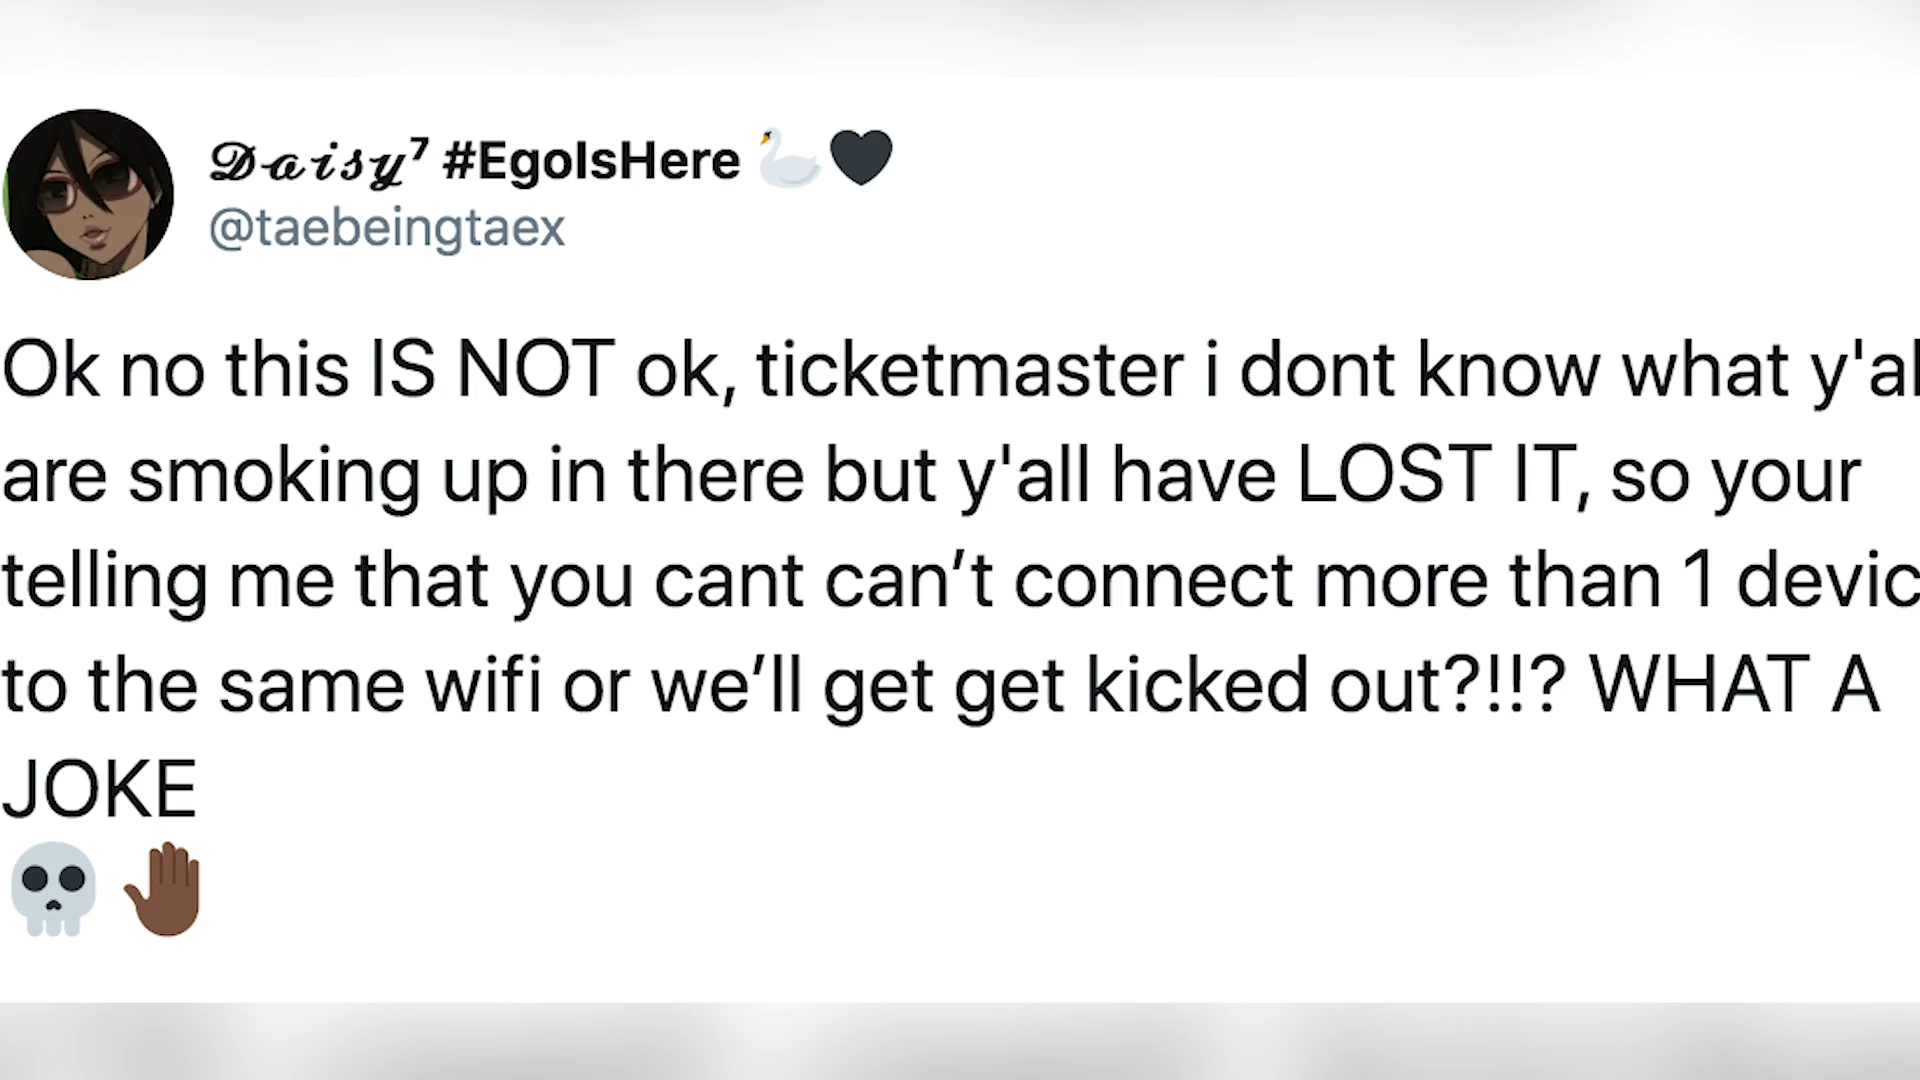 𝓓𝓪𝓲𝓼𝔂⁷ #EgoIsHere 🦢🖤
@taebeingtaex
Ok no this IS NOT ok, ticketmaster i dont know what y'al
are smoking up in there but y'all have LOST IT, so your
telling me that you cant can’t connect more than 1 devic
to the same wifi or we’ll get get kicked out?!!? WHAT A
JOKE
💀 🤚🏾